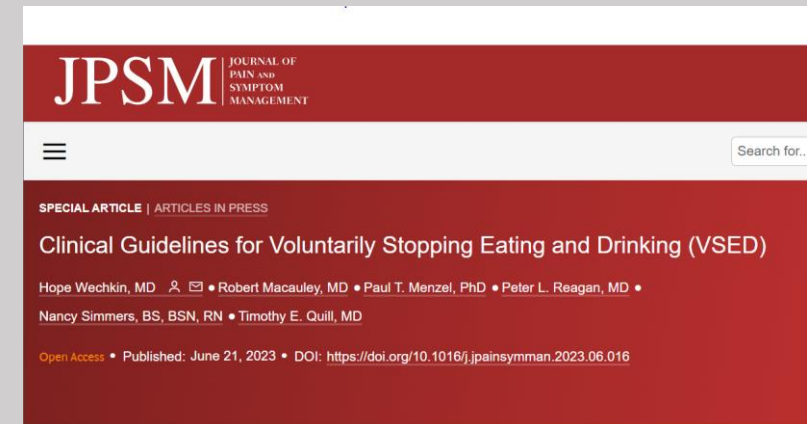 JPSM
JOURNAL OF
PAIN AND
SYMPTOM
MANAGEMENT
Search for..
SPECIAL ARTICLE | ARTICLES IN PRESS
Clinical Guidelines for Voluntarily Stopping Eating and Drinking (VSED)
Hope Wechkin, MD • Robert Macauley, MD • Paul T. Menzel, PhD • Peter L. Reagan, MD •
Nancy Simmers, BS, BSN, RN • Timothy E. Quill, MD
Open Access • Published: June 21, 2023 • DOI: https://doi.org/10.1016/j.jpainsymman.2023.06.016